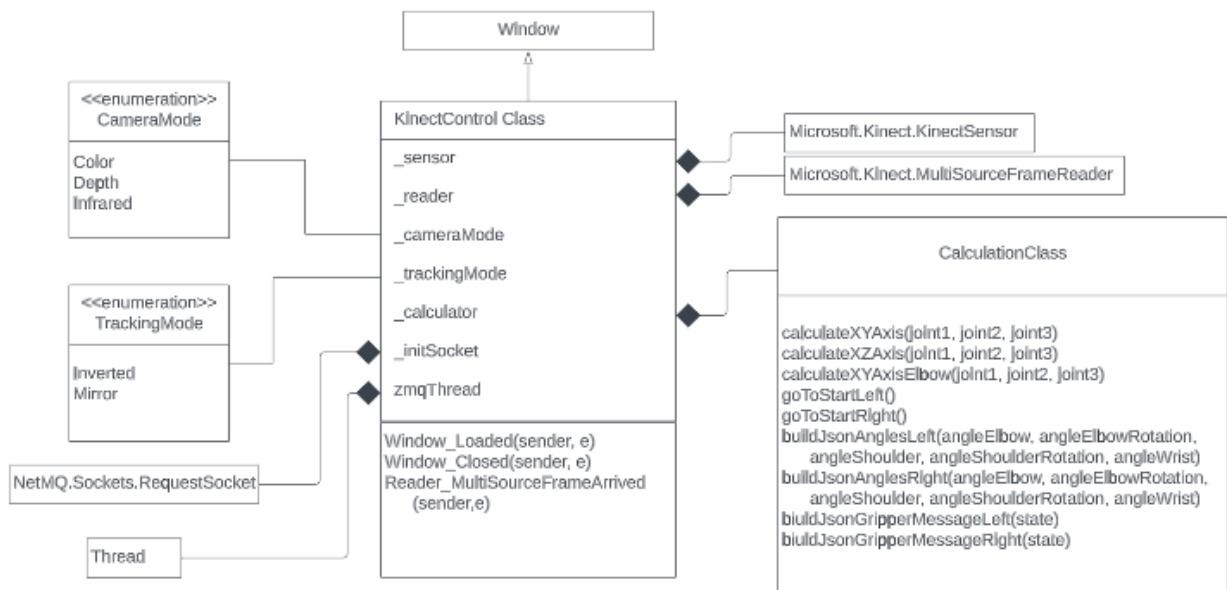 Window
<<enumeration>>
CameraMode
Color
Depth
Infrared
<<enumeration>>
TrackingMode
Inverted
Mirror
NetMQ.Sockets.RequestSocket
Thread
KinectControl Class
_sensor
_reader
_cameraMode
_trackingMode
_calculator
_initSocket
zmqThread
Window_Loaded(sender, e)
Window_Closed(sender, e)
Reader_MultiSourceFrameArrived
(sender,e)
Microsoft.Kinect.KinectSensor
Microsoft.Kinect.MultiSourceFrameReader
CalculationClass
calculateXYAxis(joint1, joint2, joint3)
calculateXZAxis(joint1, joint2, joint3)
calculateXYAxisElbow(joint1, joint2, joint3)
goToStartLeft()
goToStartRight()
buildJsonAnglesLeft(angleElbow, angleElbowRotation,
angleShoulder, angleShoulderRotation, angleWrist)
buildJsonAnglesRight(angleElbow, angleElbowRotation,
angleShoulder, angleShoulderRotation, angleWrist)
biuldJsonGripperMessageLeft(state)
biuldJsonGripperMessageRight(state)